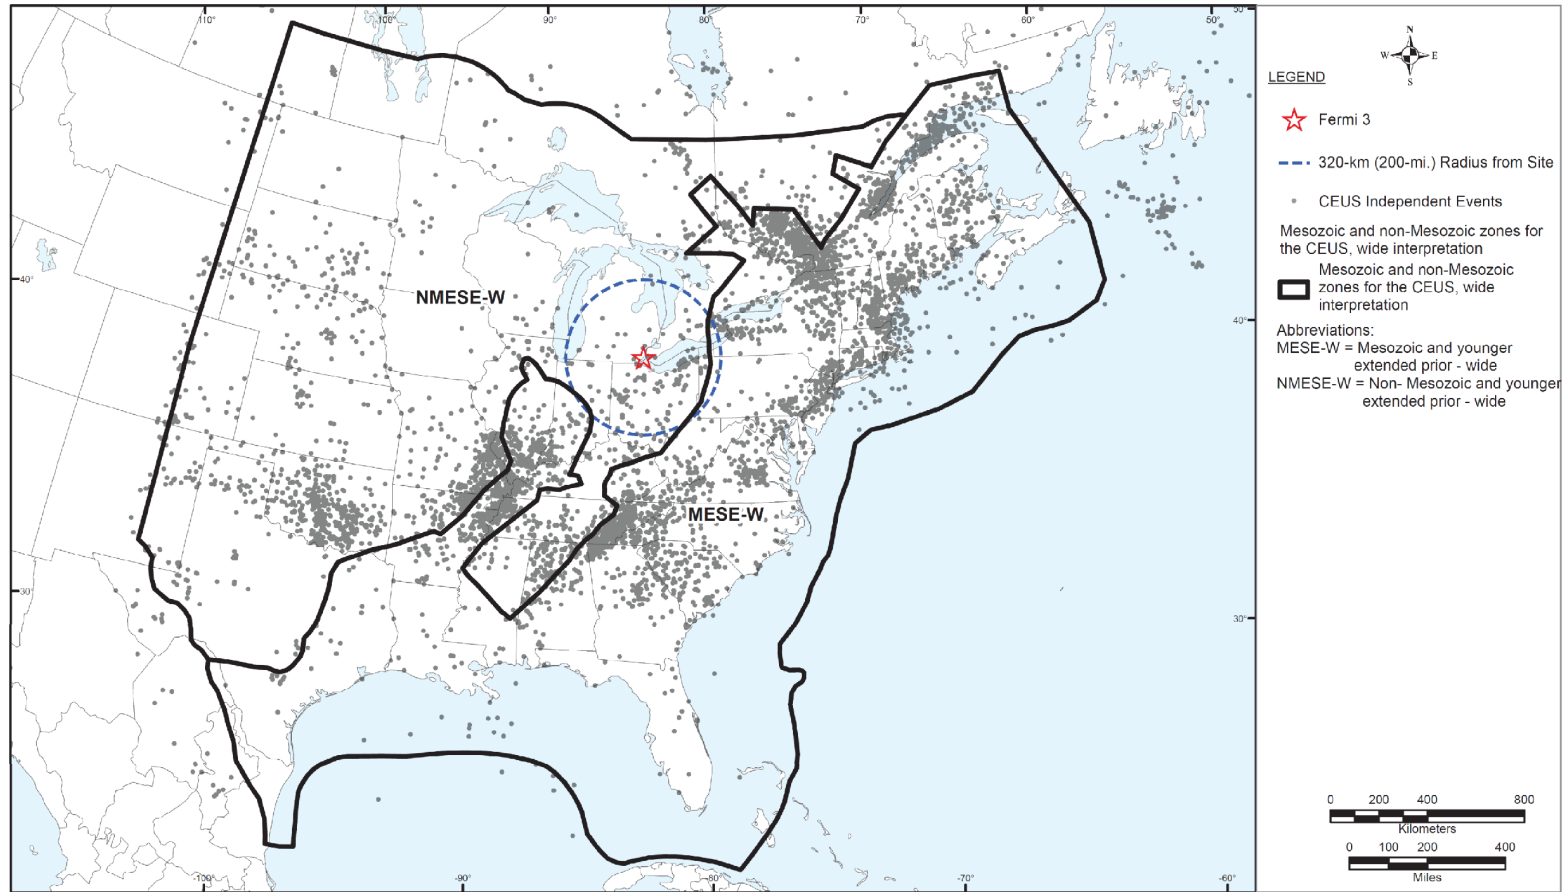 110° 100° 90° 80° 70° 60° 50° 50°
N
W E
S
LEGEND
Fermi 3
320-km (200-mi.) Radius from Site
CEUS Independent Events
Mesozoic and non-Mesozoic zones for
the CEUS, wide interpretation
Mesozoic and non-Mesozoic
zones for the CEUS, wide
interpretation
Abbreviations:
MESE-W = Mesozoic and younger
extended prior - wide
NMESE-W = Non- Mesozoic and younger
extended prior - wide
40°
NMESE-W
40°
MESE-W
30°
30°
0 200 400 800
Kilometers
0 100 200 400
Miles
-100° -90° -80° -70° -60°